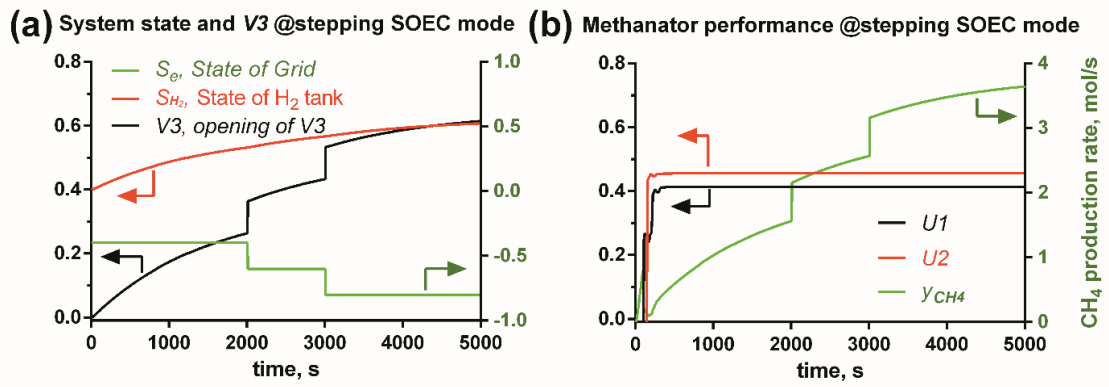 (a) System state and V3 @stepping SOEC mode
Se, State of Grid
SH2, State of H2 tank
V3, opening of V3
0.8
0.6
0.4
0.2
0.0
1.0
0.5
0.0
-0.5
-1.0
0 1000 2000 3000 4000 5000
time, s
(b) Methanator performance @stepping SOEC mode
0.8
0.6
0.4
0.2
0.0
U1
U2
yCH4
4
3
2
1
0
CH4 production rate, mol/s
0 1000 2000 3000 4000 5000
time, s